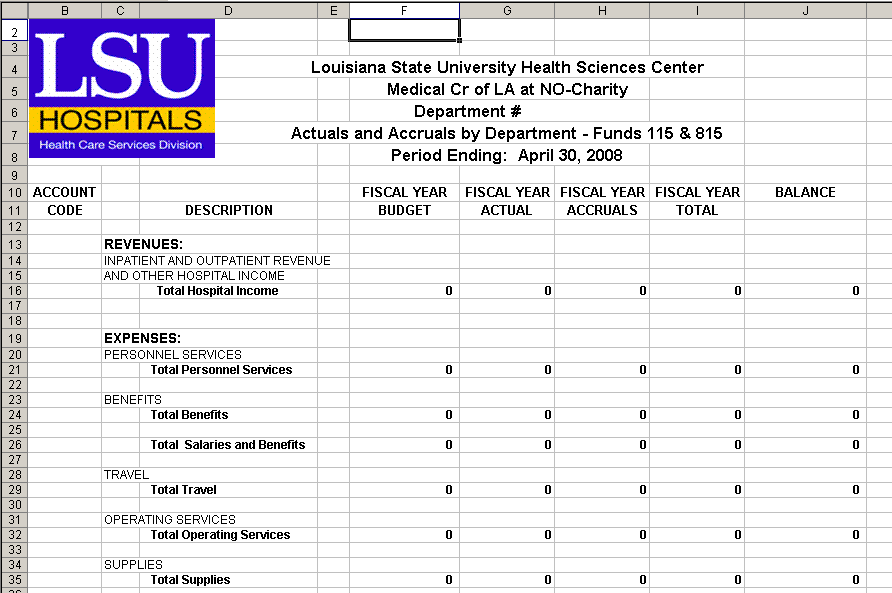 B C D E F G H I J
2
3
LSU
HOSPITALS
Health Care Services Division
4 Louisiana State University Health Sciences Center
5 Medical Cr of LA at NO-Charity
6 Department #
7 Actuals and Accruals by Department - Funds 115 & 815
8 Period Ending: April 30, 2008
9
10 ACCOUNT FISCAL YEAR FISCAL YEAR FISCAL YEAR FISCAL YEAR BALANCE
11 CODE DESCRIPTION BUDGET ACTUAL ACCRUALS TOTAL
12
13 REVENUES:
14 INPATIENT AND OUTPATIENT REVENUE
15 AND OTHER HOSPITAL INCOME
16 Total Hospital Income 0 0 0 0 0
17
18
19 EXPENSES:
20 PERSONNEL SERVICES
21 Total Personnel Services 0 0 0 0 0
22
23 BENEFITS
24 Total Benefits 0 0 0 0 0
25
26 Total Salaries and Benefits 0 0 0 0 0
27
28 TRAVEL
29 Total Travel 0 0 0 0 0
30
31 OPERATING SERVICES
32 Total Operating Services 0 0 0 0 0
33
34 SUPPLIES
35 Total Supplies 0 0 0 0 0